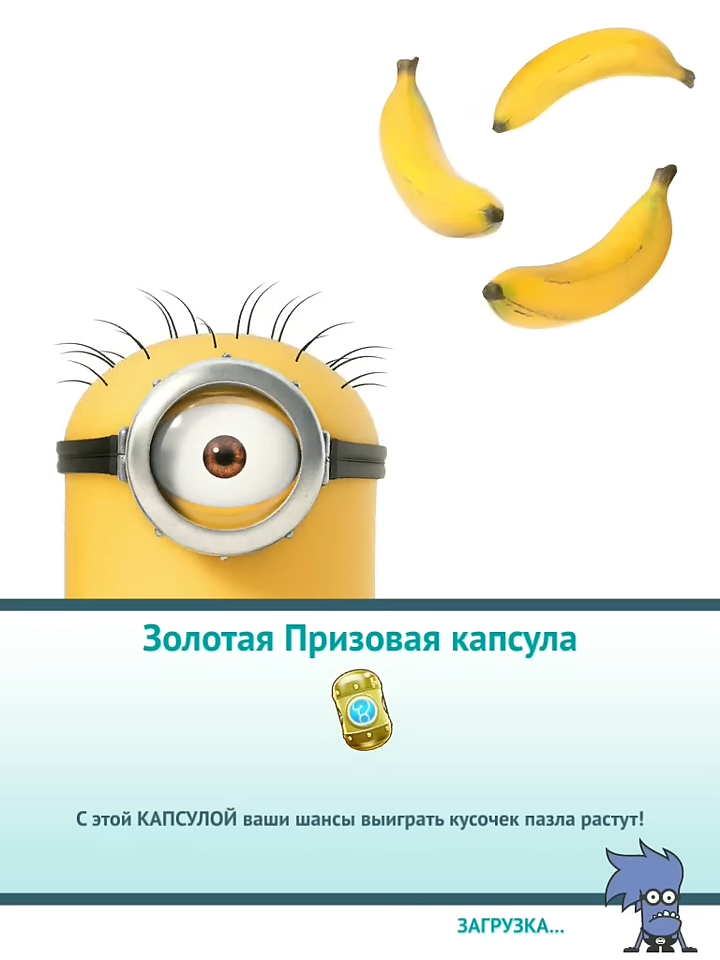 Золотая Призовая капсула
С этой КАПСУЛОЙ ваши шансы выиграть кусочек пазла растут!
ЗАГРУЗКА...